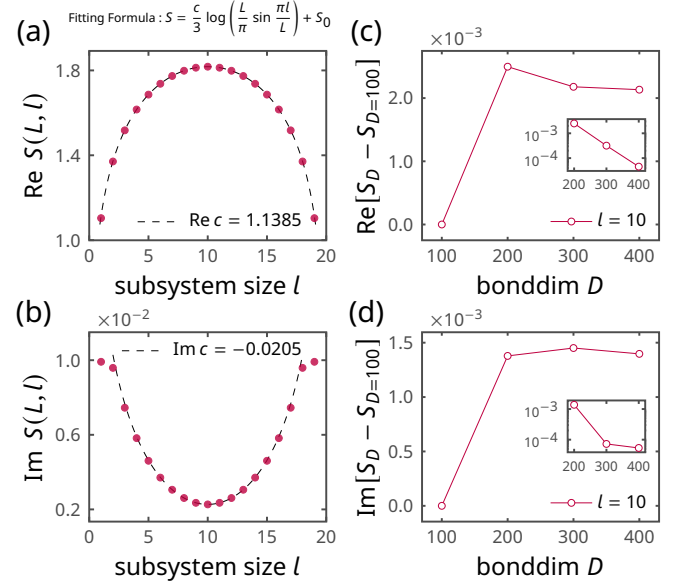 Fitting Formula : S = c/3 log ( L/π sin πl/L ) + S₀
(a)
Re S(L, l)
1.8
1.4
1.0
Re c = 1.1385
0 5 10 15 20
subsystem size l
(c)
×10⁻³
Re[S_D − S_{D=100}]
2.0
1.0
0.0
10⁻³
10⁻⁴
200 300 400
l = 10
100 200 300 400
bonddim D
(b)
×10⁻²
Im S(L, l)
1.0
0.6
0.2
Im c = −0.0205
0 5 10 15 20
subsystem size l
(d)
×10⁻³
Im[S_D − S_{D=100}]
1.5
1.0
0.5
0.0
10⁻³
10⁻⁴
200 300 400
l = 10
100 200 300 400
bonddim D